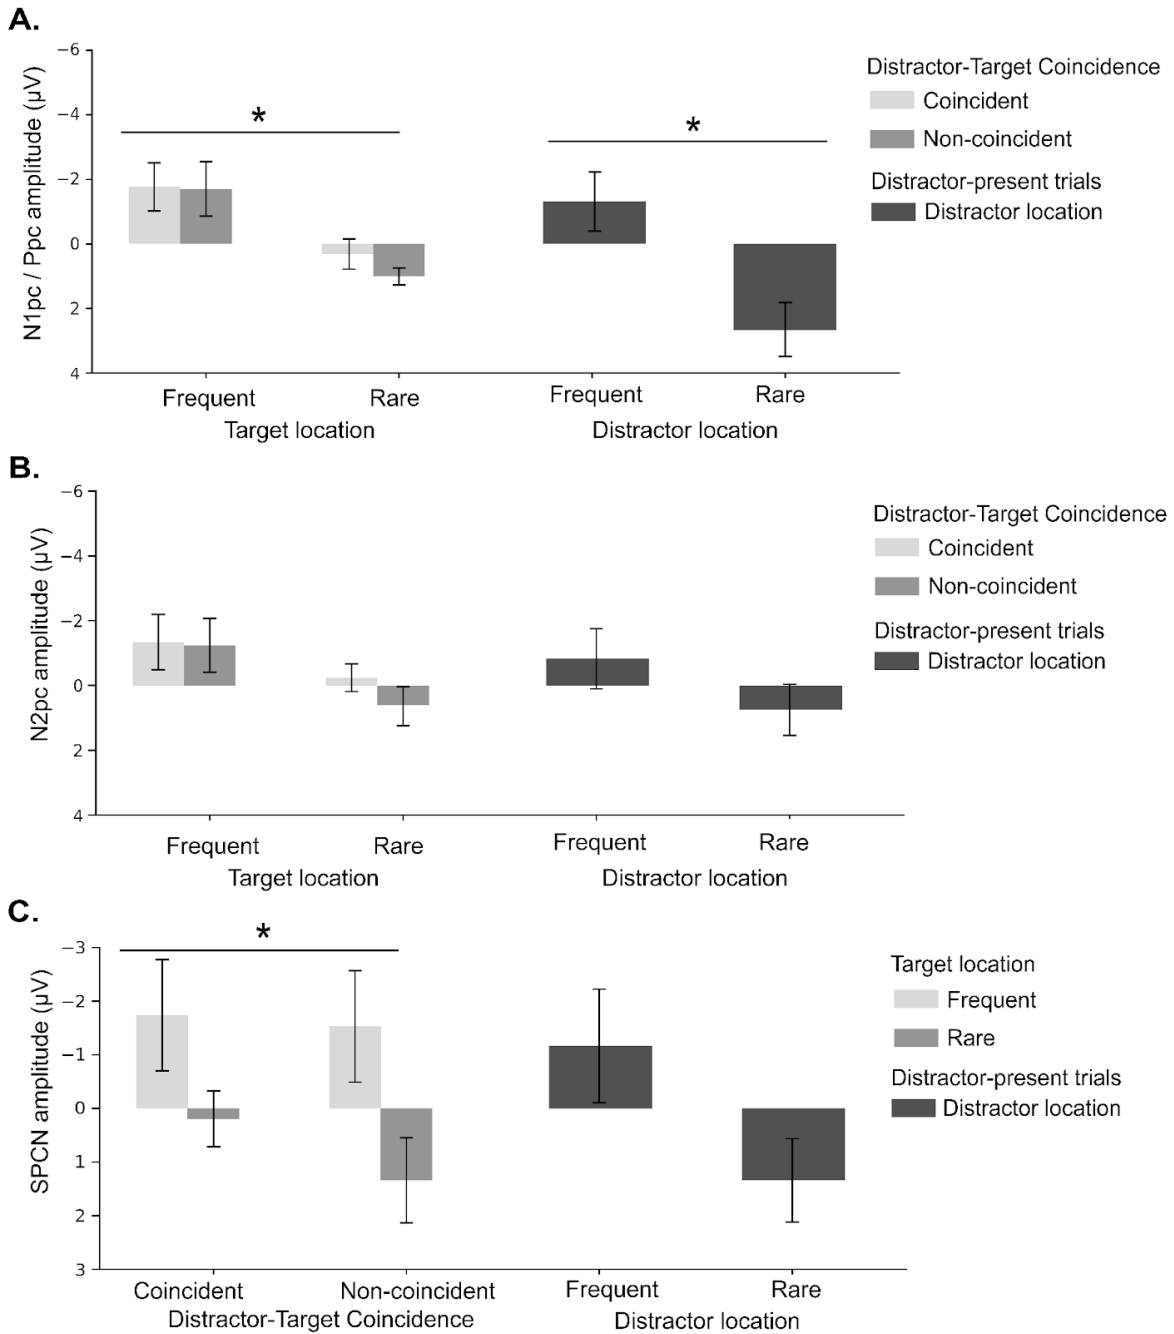 A.
N1pc / Ppc amplitude (µV)
−6
−4
−2
0
2
4
*
*
Frequent
Rare
Frequent
Rare
Target location
Distractor location
Distractor-Target Coincidence
Coincident
Non-coincident
Distractor-present trials
Distractor location
B.
N2pc amplitude (µV)
−6
−4
−2
0
2
4
Frequent
Rare
Frequent
Rare
Target location
Distractor location
Distractor-Target Coincidence
Coincident
Non-coincident
Distractor-present trials
Distractor location
C.
SPCN amplitude (µV)
−3
−2
−1
0
1
2
3
*
Coincident
Non-coincident
Frequent
Rare
Distractor-Target Coincidence
Distractor location
Target location
Frequent
Rare
Distractor-present trials
Distractor location